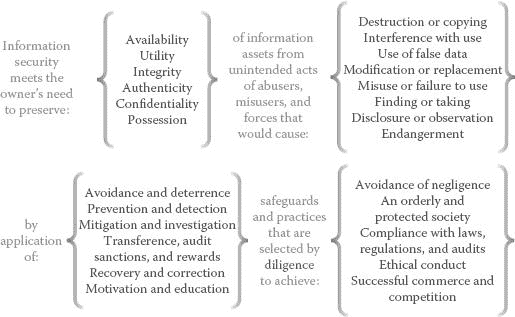 Information
security
meets the
owner's need
to preserve:
Availability
Utility
Integrity
Authenticity
Confidentiality
Possession
of information
assets from
unintended acts
of abusers,
misusers, and
forces that
would cause:
Destruction or copying
Interference with use
Use of false data
Modification or replacement
Misuse or failure to use
Finding or taking
Disclosure or observation
Endangerment
by
application
of:
Avoidance and deterrence
Prevention and detection
Mitigation and investigation
Transference, audit
sanctions, and rewards
Recovery and correction
Motivation and education
safeguards
and practices
that are
selected by
diligence
to achieve:
Avoidance of negligence
An orderly and
protected society
Compliance with laws,
regulations, and audits
Ethical conduct
Successful commerce and
competition